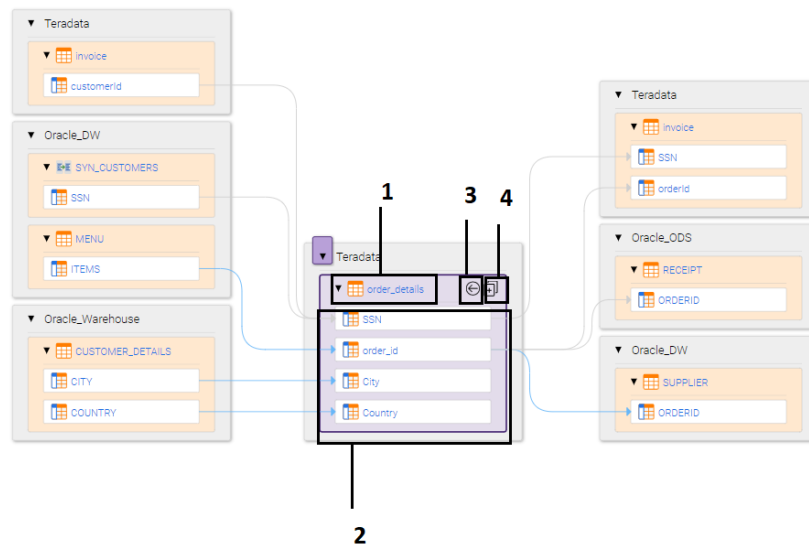 Teradata
invoice
customerId
Oracle_DW
SYN_CUSTOMERS
SSN
MENU
ITEMS
Oracle_Warehouse
CUSTOMER_DETAILS
CITY
COUNTRY
1
3
4
Teradata
order_details
SSN
order_id
City
Country
2
Teradata
invoice
SSN
orderId
Oracle_ODS
RECEIPT
ORDERID
Oracle_DW
SUPPLIER
ORDERID